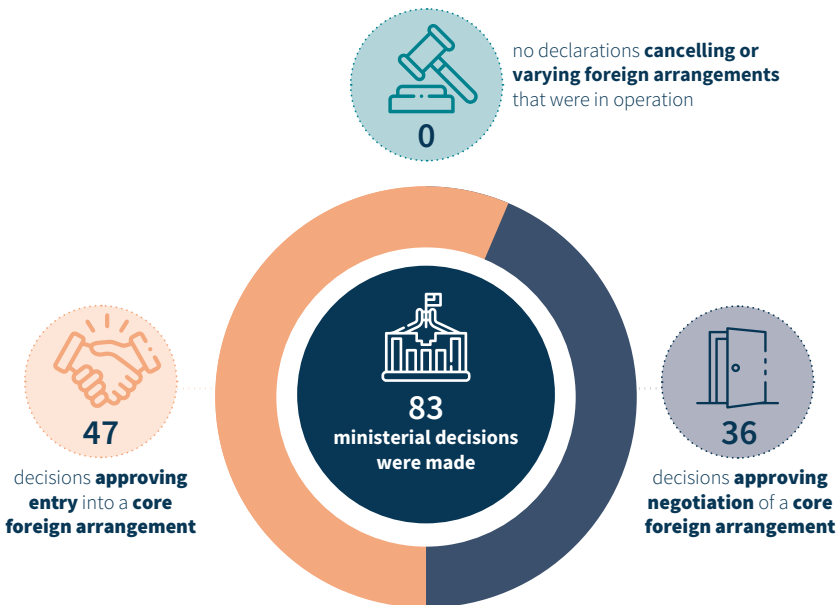 0
no declarations cancelling or
varying foreign arrangements
that were in operation
83
ministerial decisions
were made
47
decisions approving
entry into a core
foreign arrangement
36
decisions approving
negotiation of a core
foreign arrangement